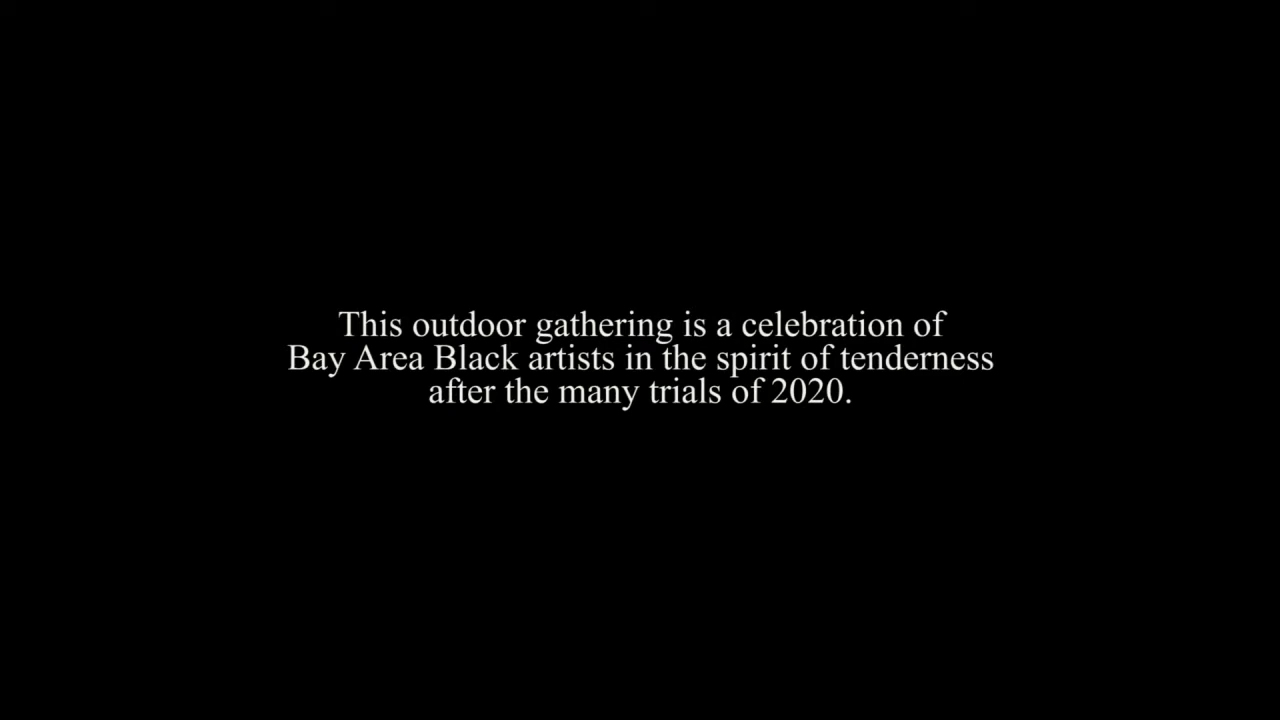 This outdoor gathering is a celebration of
Bay Area Black artists in the spirit of tenderness
after the many trials of 2020.